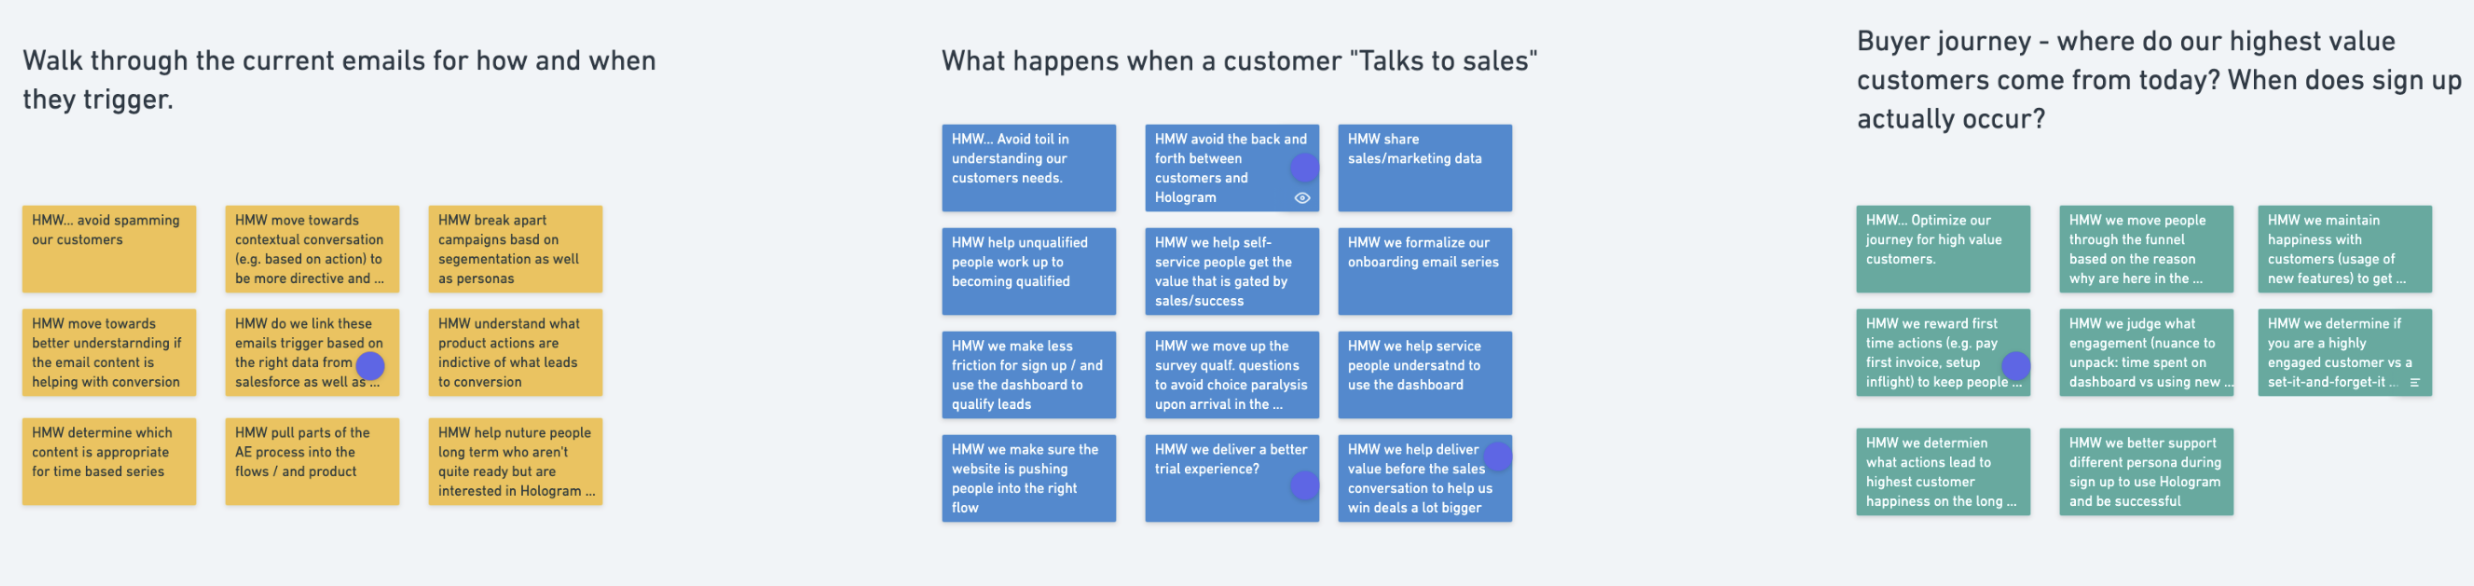 Walk through the current emails for how and when
they trigger.
HMW... avoid spamming
our customers
HMW move towards
contextual conversation
(e.g. based on action) to
be more directive and ...
HMW break apart
campaigns basd on
segementation as well
as personas
HMW move towards
better understarnding if
the email content is
helping with conversion
HMW do we link these
emails trigger based on
the right data from
salesforce as well as ...
HMW understand what
product actions are
indictive of what leads
to conversion
HMW determine which
content is appropriate
for time based series
HMW pull parts of the
AE process into the
flows / and product
HMW help nuture people
long term who aren't
quite ready but are
interested in Hologram ...
What happens when a customer "Talks to sales"
HMW... Avoid toil in
understanding our
customers needs.
HMW avoid the back and
forth between
customers and
Hologram
HMW share
sales/marketing data
HMW help unqualified
people work up to
becoming qualified
HMW we help self-
service people get the
value that is gated by
sales/success
HMW we formalize our
onboarding email series
HMW we make less
friction for sign up / and
use the dashboard to
qualify leads
HMW we move up the
survey qualf. questions
to avoid choice paralysis
upon arrival in the ...
HMW we help service
people undersatnd to
use the dashboard
HMW we make sure the
website is pushing
people into the right
flow
HMW we deliver a better
trial experience?
HMW we help deliver
value before the sales
conversation to help us
win deals a lot bigger
Buyer journey - where do our highest value
customers come from today? When does sign up
actually occur?
HMW... Optimize our
journey for high value
customers.
HMW we move people
through the funnel
based on the reason
why are here in the ...
HMW we maintain
happiness with
customers (usage of
new features) to get ...
HMW we reward first
time actions (e.g. pay
first invoice, setup
inflight) to keep people ...
HMW we judge what
engagement (nuance to
unpack: time spent on
dashboard vs using new ...
HMW we determine if
you are a highly
engaged customer vs a
set-it-and-forget-it ...
HMW we determien
what actions lead to
highest customer
happiness on the long ...
HMW we better support
different persona during
sign up to use Hologram
and be successful